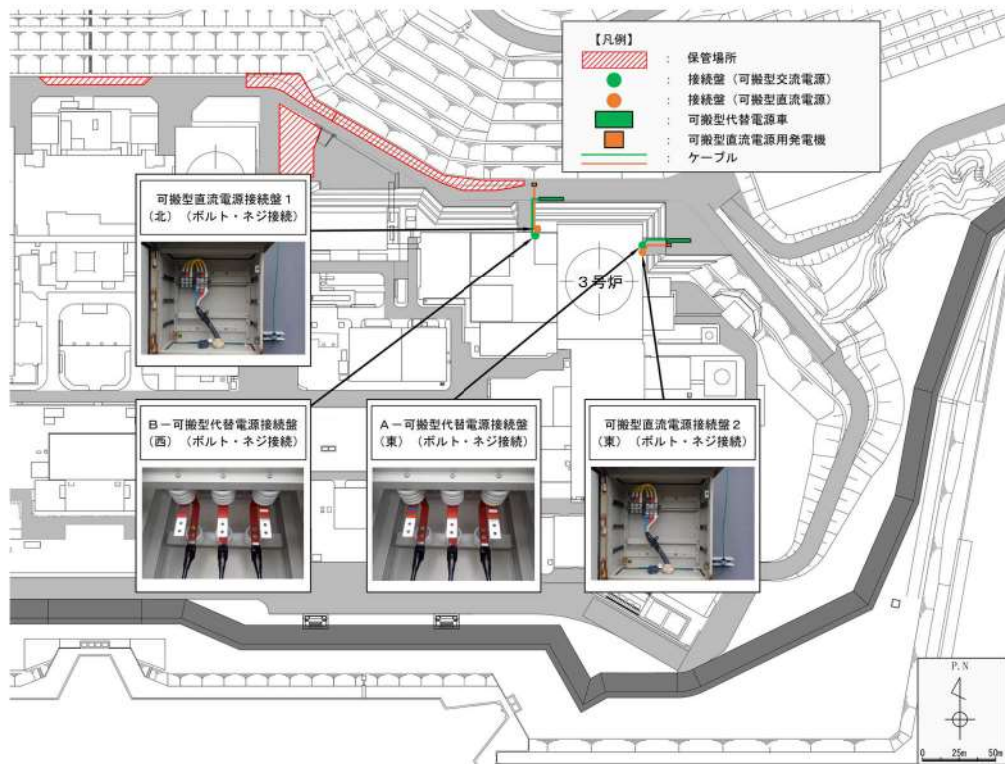 【凡例】
： 保管場所
： 接続盤（可搬型交流電源）
： 接続盤（可搬型直流電源）
： 可搬型代替電源車
： 可搬型直流電源用発電機
： ケーブル
可搬型直流電源接続盤１
（北）（ボルト・ネジ接続）
３号炉
Ｂ－可搬型代替電源接続盤
（西）（ボルト・ネジ接続）
Ａ－可搬型代替電源接続盤
（東）（ボルト・ネジ接続）
可搬型直流電源接続盤２
（東）（ボルト・ネジ接続）
P.N
0 25m 50m